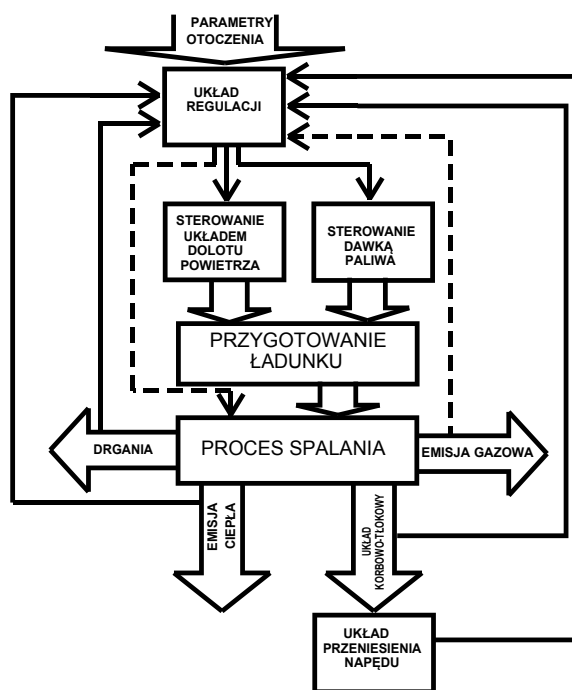 PARAMETRY
OTOCZENIA
UKŁAD
REGULACJI
STEROWANIE
UKŁADEM
DOLOTU
POWIETRZA
STEROWANIE
DAWKĄ
PALIWA
PRZYGOTOWANIE
ŁADUNKU
DRGANIA
PROCES SPALANIA
EMISJA GAZOWA
EMISJA
CIEPŁA
UKŁAD
KORBOWO-TŁOKOWY
UKŁAD
PRZENIESIENIA
NAPĘDU